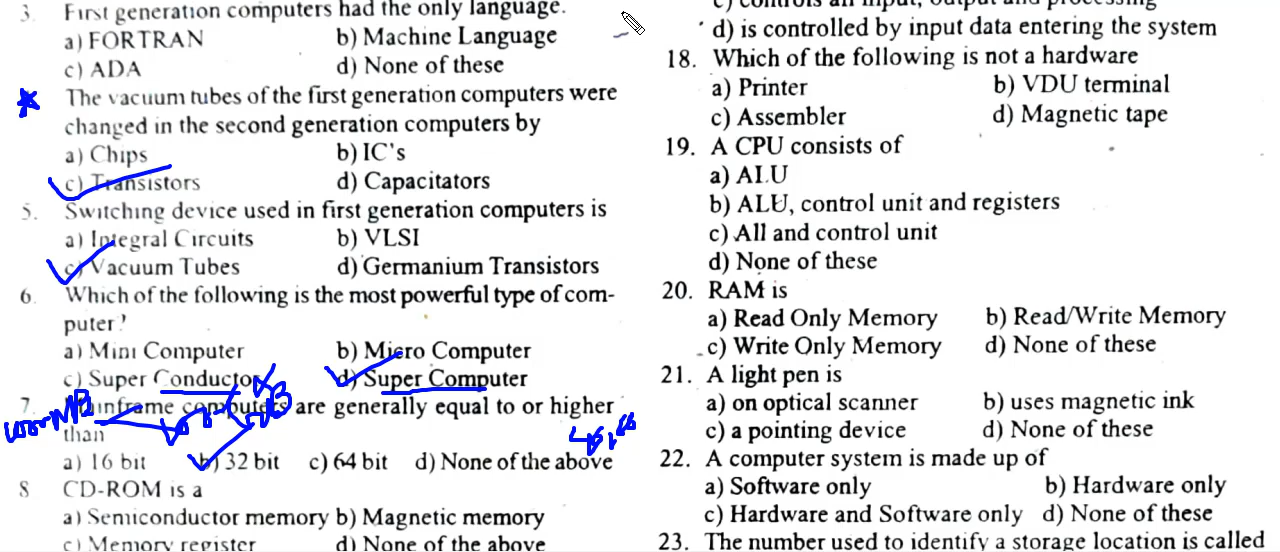 3. First generation computers had the only language.
a) FORTRAN b) Machine Language
c) ADA d) None of these
The vacuum tubes of the first generation computers were
changed in the second generation computers by
a) Chips b) IC's
c) Transistors d) Capacitators
5. Switching device used in first generation computers is
a) Integral Circuits b) VLSI
c) Vacuum Tubes d) Germanium Transistors
6. Which of the following is the most powerful type of com-
puter?
a) Mini Computer b) Micro Computer
c) Super Conductor d) Super Computer
7. Mainframe computers are generally equal to or higher
than
a) 16 bit b) 32 bit c) 64 bit d) None of the above
8 CD-ROM is a
a) Semiconductor memory b) Magnetic memory
c) Memory register d) None of the above
c) controls all input, output and processing
d) is controlled by input data entering the system
18. Which of the following is not a hardware
a) Printer b) VDU terminal
c) Assembler d) Magnetic tape
19. A CPU consists of
a) ALU
b) ALU, control unit and registers
c) All and control unit
d) None of these
20. RAM is
a) Read Only Memory b) Read/Write Memory
c) Write Only Memory d) None of these
21. A light pen is
a) on optical scanner b) uses magnetic ink
c) a pointing device d) None of these
22. A computer system is made up of
a) Software only b) Hardware only
c) Hardware and Software only d) None of these
23. The number used to identify a storage location is called